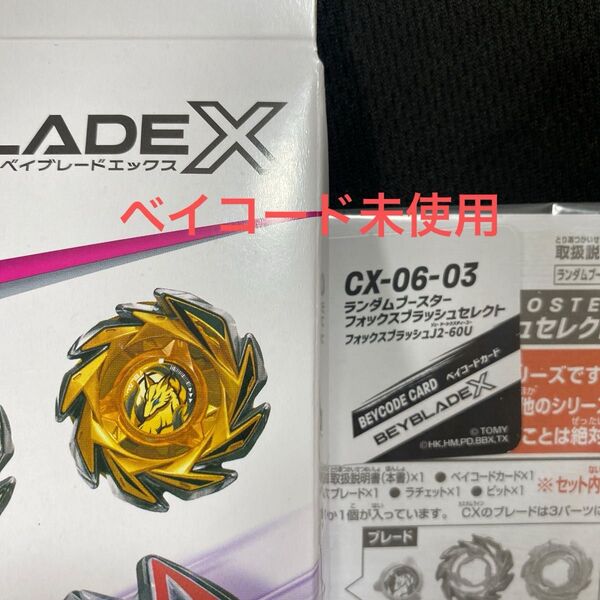 BLADE X
ベイブレードエックス
ベイコード未使用
CX-06-03
ランダムブースター
フォックスブラッシュセレクト
フォックスブラッシュJ2-60U
BEYCODE CARD ベイコードカード
BEYBLADE X
©TOMY
©HK,HM,PD,BBX,TX
取扱説
ランダムブー
OSTE
ュセレクト
リーズです
他のシリー
ことは絶対
取扱説明書(本書)×1 ●ベイコードカード×1
ブレード×1 ●ラチェット×1 ●ビット×1
※セット内
か1個が入っています。CXのブレードは3パーツに
ブレード